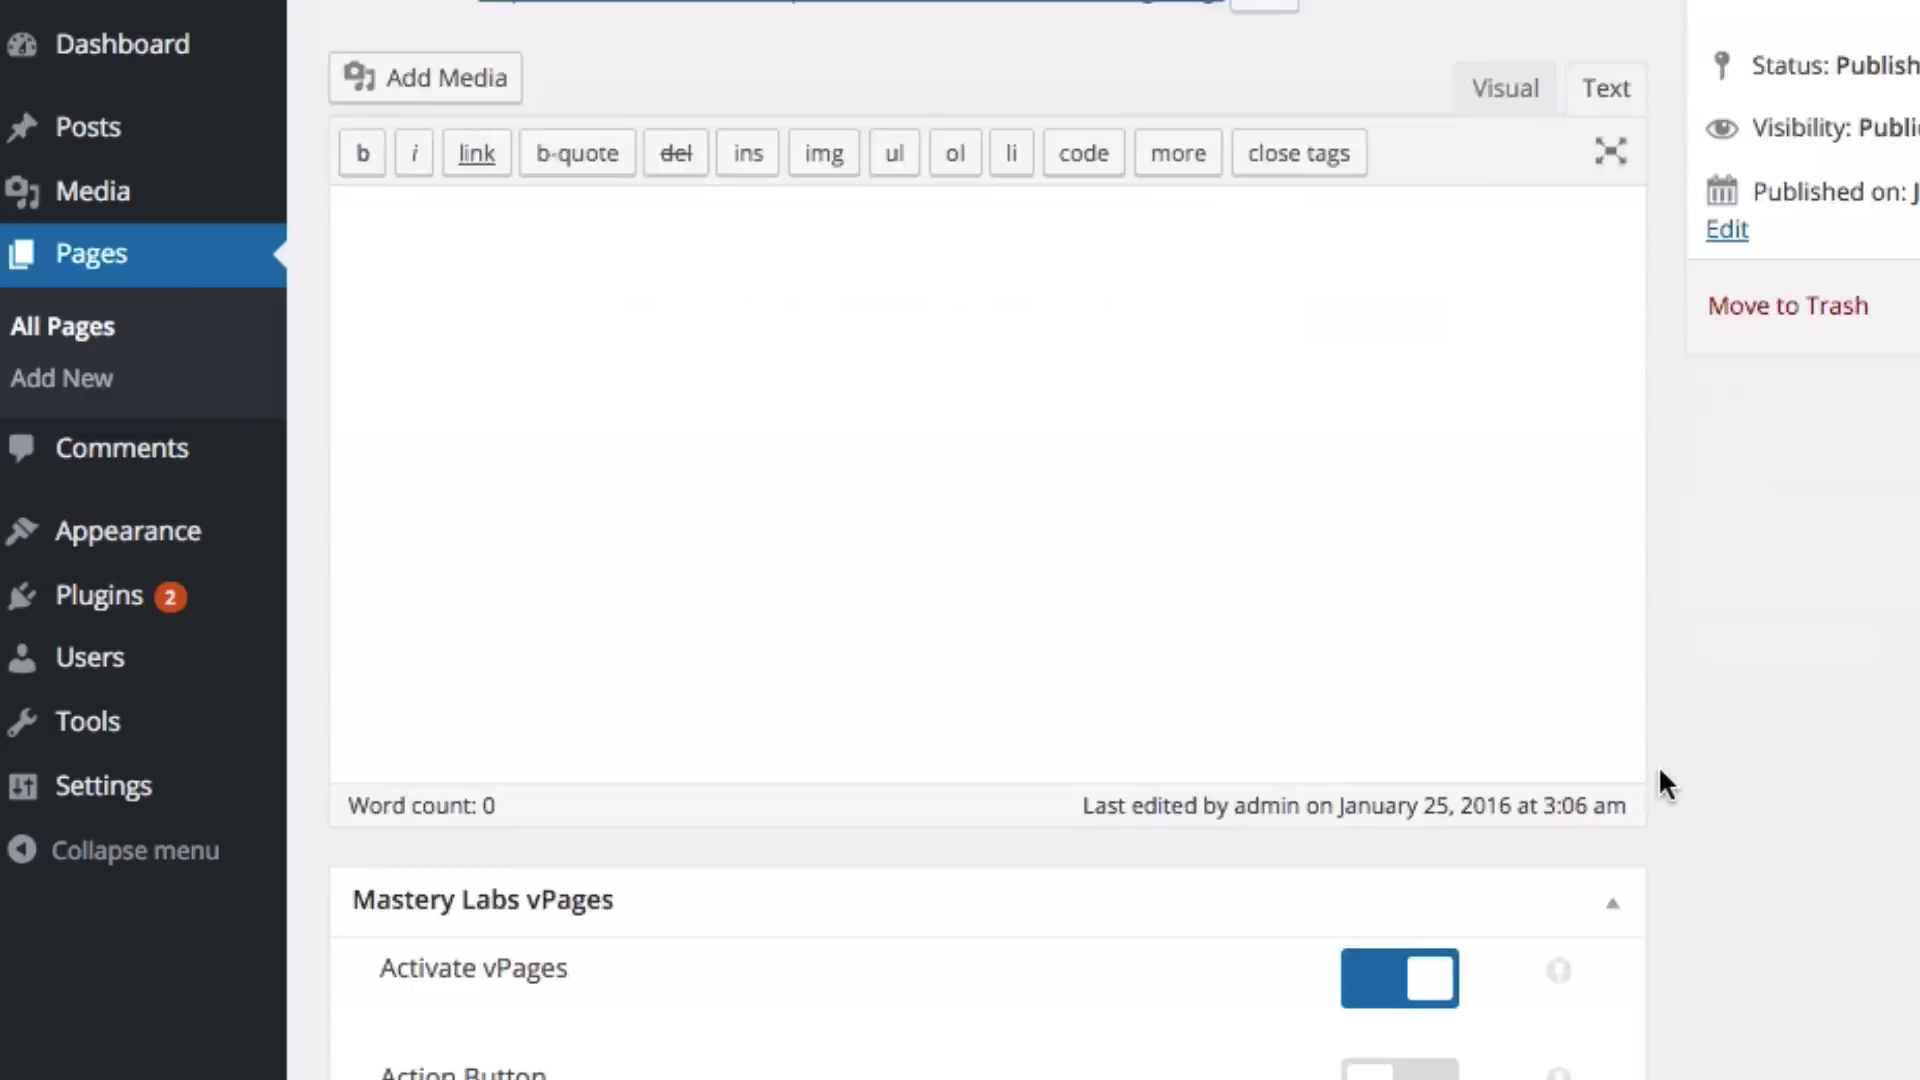 Dashboard
Posts
Media
Pages
All Pages
Add New
Comments
Appearance
Plugins 2
Users
Tools
Settings
Collapse menu
Add Media
Visual Text
b i link b-quote del ins img ul ol li code more close tags
Word count: 0 Last edited by admin on January 25, 2016 at 3:06 am
Mastery Labs vPages
Activate vPages
Action Button
Status: Publish
Visibility: Publi
Published on: J
Edit
Move to Trash